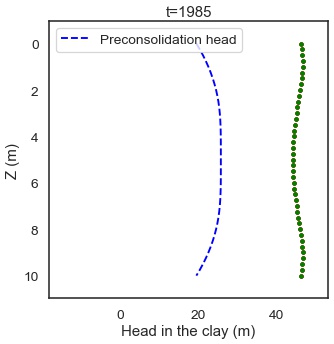 t=1985
Preconsolidation head
0
2
4
6
8
10
Z (m)
0
20
40
Head in the clay (m)